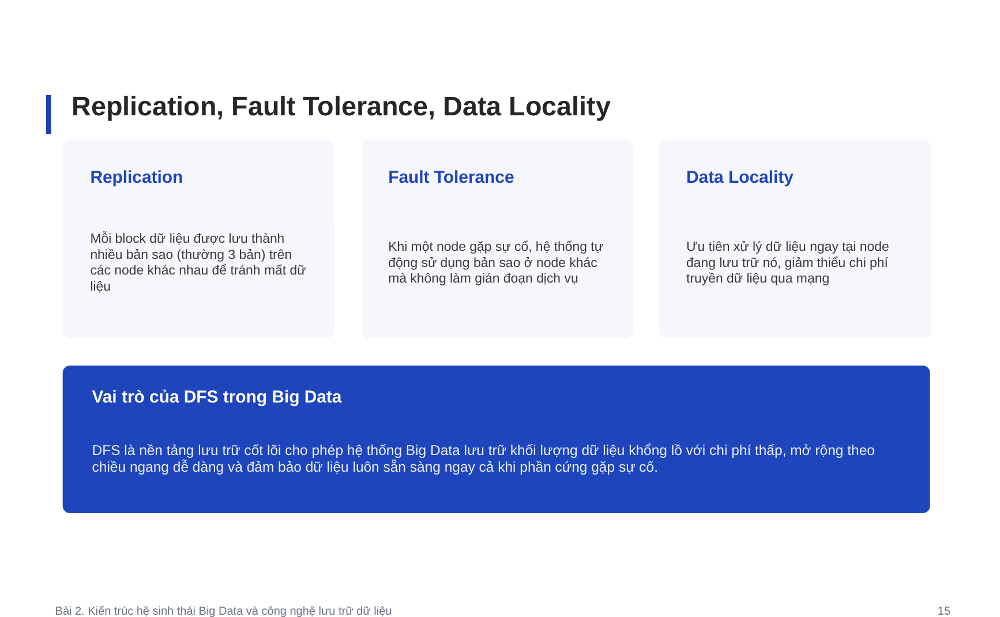 Replication, Fault Tolerance, Data Locality
Replication
Mỗi block dữ liệu được lưu thành
nhiều bản sao (thường 3 bản) trên
các node khác nhau để tránh mất dữ
liệu
Fault Tolerance
Khi một node gặp sự cố, hệ thống tự
động sử dụng bản sao ở node khác
mà không làm gián đoạn dịch vụ
Data Locality
Ưu tiên xử lý dữ liệu ngay tại node
đang lưu trữ nó, giảm thiểu chi phí
truyền dữ liệu qua mạng
Vai trò của DFS trong Big Data
DFS là nền tảng lưu trữ cốt lõi cho phép hệ thống Big Data lưu trữ khối lượng dữ liệu khổng lồ với chi phí thấp, mở rộng theo
chiều ngang dễ dàng và đảm bảo dữ liệu luôn sẵn sàng ngay cả khi phần cứng gặp sự cố.
Bài 2. Kiến trúc hệ sinh thái Big Data và công nghệ lưu trữ dữ liệu
15